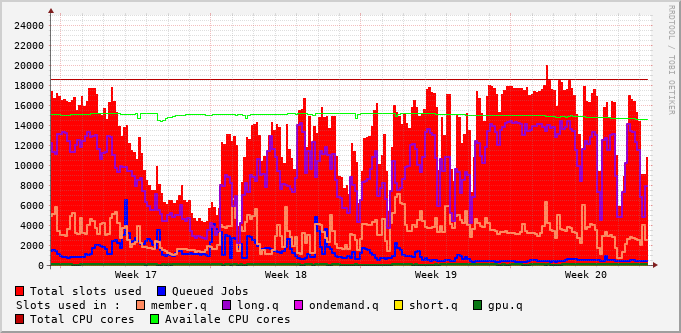 RRDTOOL / TOBI OETIKER
24000
22000
20000
18000
16000
14000
12000
10000
8000
6000
4000
2000
0
Week 17 Week 18 Week 19 Week 20
Total slots used Queued Jobs
Slots used in : member.q long.q ondemand.q short.q gpu.q
Total CPU cores Availale CPU cores